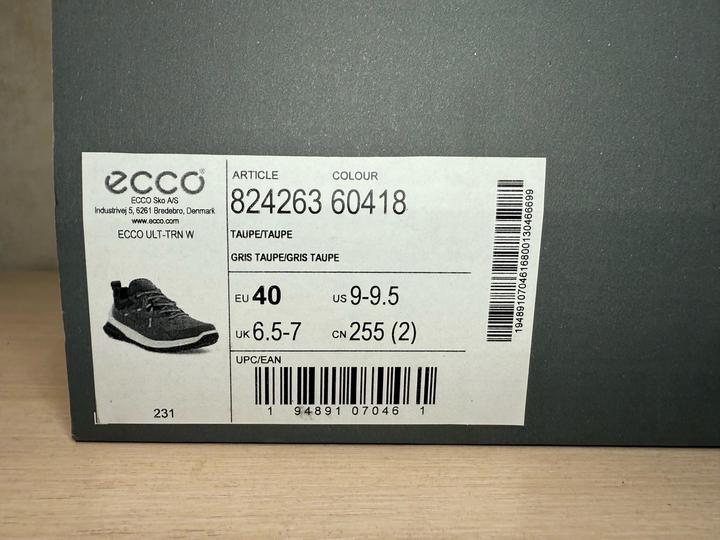 ecco®
ECCO Sko A/S
Industrivej 5, 6261 Bredebro, Denmark
www.ecco.com
ECCO ULT-TRN W
231
ARTICLE COLOUR
824263 60418
TAUPE/TAUPE
GRIS TAUPE/GRIS TAUPE
EU 40 US 9-9.5
UK 6.5-7 CN 255 (2)
UPC/EAN
1 94891 07046 1
194891070461680013046​6699